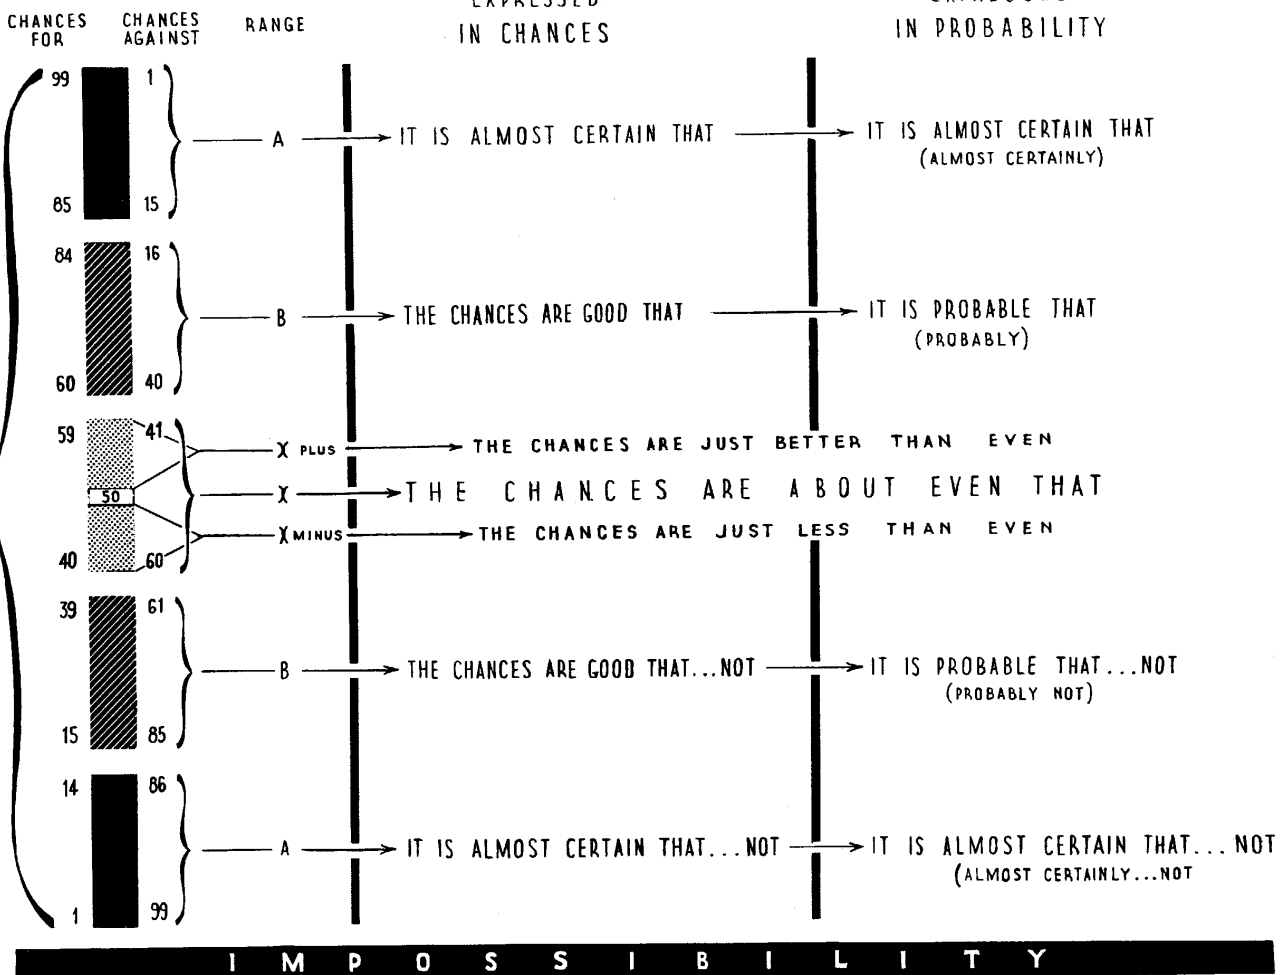 EXPRESSED
CHANCES FOR CHANCES AGAINST RANGE IN CHANCES IN PROBABILITY
99 1
A IT IS ALMOST CERTAIN THAT IT IS ALMOST CERTAIN THAT
(ALMOST CERTAINLY)
85 15
84 16
B THE CHANCES ARE GOOD THAT IT IS PROBABLE THAT
(PROBABLY)
60 40
59 41
X PLUS THE CHANCES ARE JUST BETTER THAN EVEN
50 X THE CHANCES ARE ABOUT EVEN THAT
X MINUS THE CHANCES ARE JUST LESS THAN EVEN
40 60
39 61
B THE CHANCES ARE GOOD THAT...NOT IT IS PROBABLE THAT...NOT
(PROBABLY NOT)
15 85
14 86
A IT IS ALMOST CERTAIN THAT...NOT IT IS ALMOST CERTAIN THAT...NOT
(ALMOST CERTAINLY...NOT
1 99
IMPOSSIBILITY